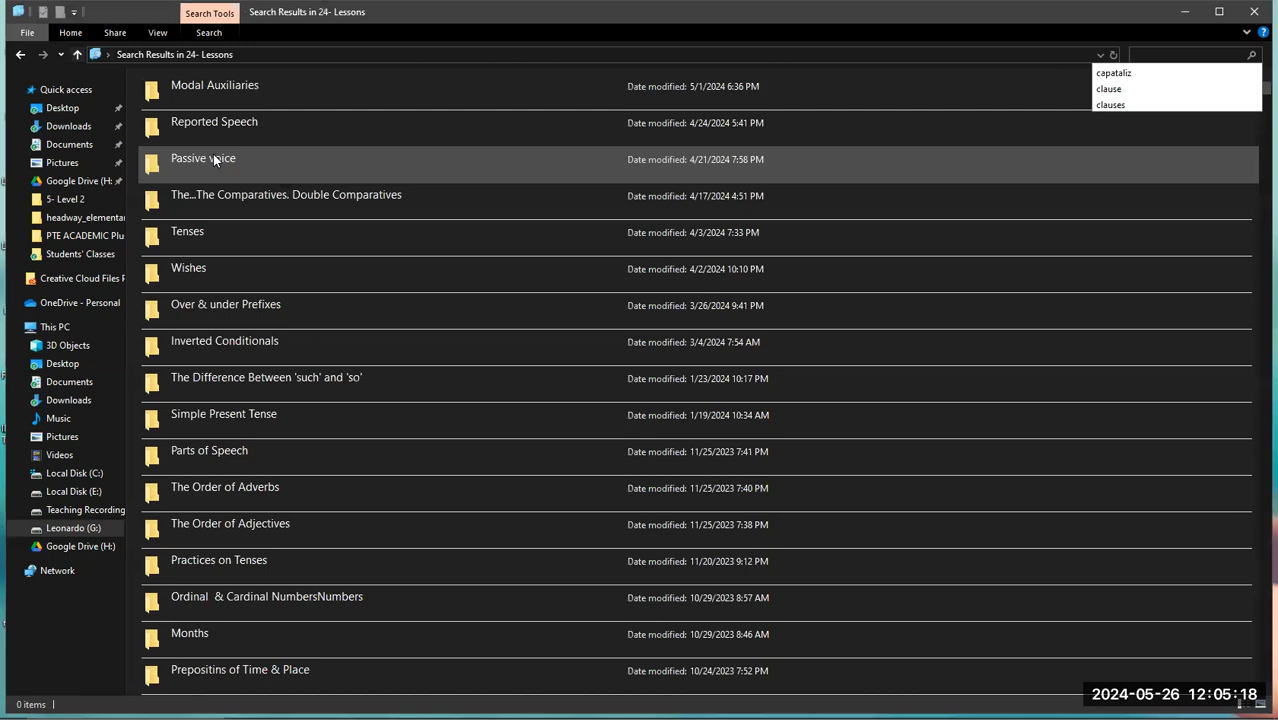 Search Tools
Search Results in 24- Lessons
File
Home
Share
View
Search
Search Results in 24- Lessons
capataliz
clause
clauses
Quick access
Desktop
Downloads
Documents
Pictures
Google Drive (H:
5- Level 2
headway_elementar
PTE ACADEMIC Plu
Students' Classes
Creative Cloud Files P
OneDrive - Personal
This PC
3D Objects
Desktop
Documents
Downloads
Music
Pictures
Videos
Local Disk (C:)
Local Disk (E:)
Teaching Recording
Leonardo (G:)
Google Drive (H:)
Network
Modal Auxiliaries Date modified: 5/1/2024 6:36 PM
Reported Speech Date modified: 4/24/2024 5:41 PM
Passive voice Date modified: 4/21/2024 7:58 PM
The...The Comparatives. Double Comparatives Date modified: 4/17/2024 4:51 PM
Tenses Date modified: 4/3/2024 7:33 PM
Wishes Date modified: 4/2/2024 10:10 PM
Over & under Prefixes Date modified: 3/26/2024 9:41 PM
Inverted Conditionals Date modified: 3/4/2024 7:54 AM
The Difference Between 'such' and 'so' Date modified: 1/23/2024 10:17 PM
Simple Present Tense Date modified: 1/19/2024 10:34 AM
Parts of Speech Date modified: 11/25/2023 7:41 PM
The Order of Adverbs Date modified: 11/25/2023 7:40 PM
The Order of Adjectives Date modified: 11/25/2023 7:38 PM
Practices on Tenses Date modified: 11/20/2023 9:12 PM
Ordinal & Cardinal NumbersNumbers Date modified: 10/29/2023 8:57 AM
Months Date modified: 10/29/2023 8:46 AM
Prepositins of Time & Place Date modified: 10/24/2023 7:52 PM
0 items
2024-05-26 12:05:18